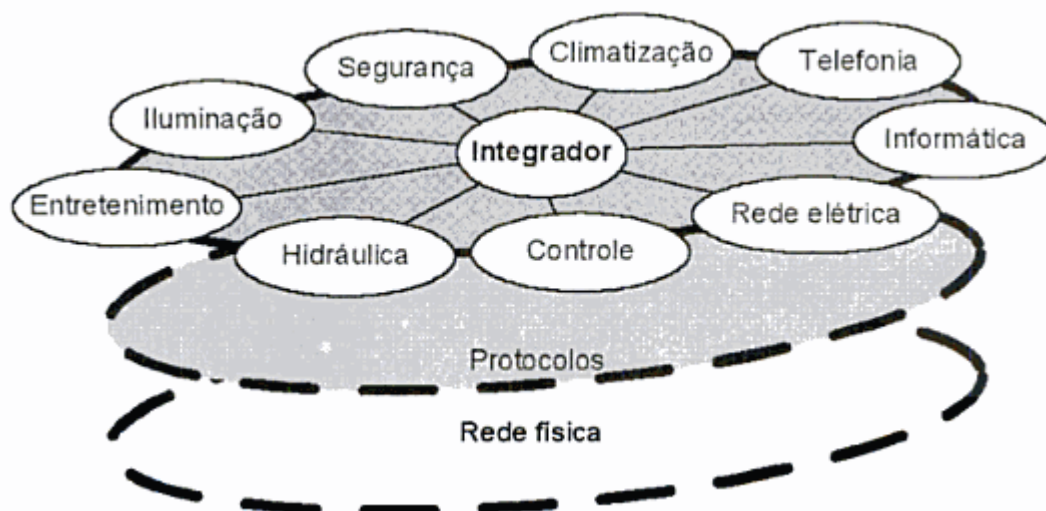 Climatização
Telefonia
Segurança
Iluminação
Informática
Integrador
Entretenimento
Rede elétrica
Hidráulica
Controle
Protocolos
Rede física